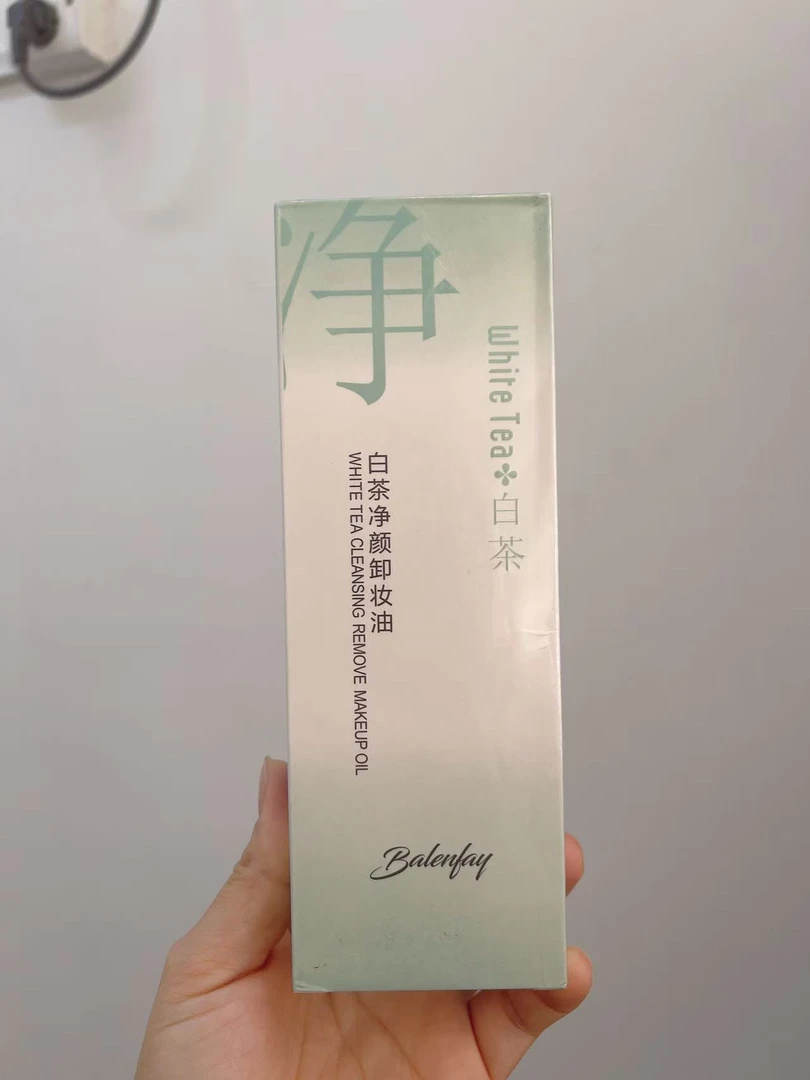 净
White Tea
白茶
白茶净颜卸妆油
WHITE TEA CLEANSING REMOVE MAKEUP OIL
Balenfay